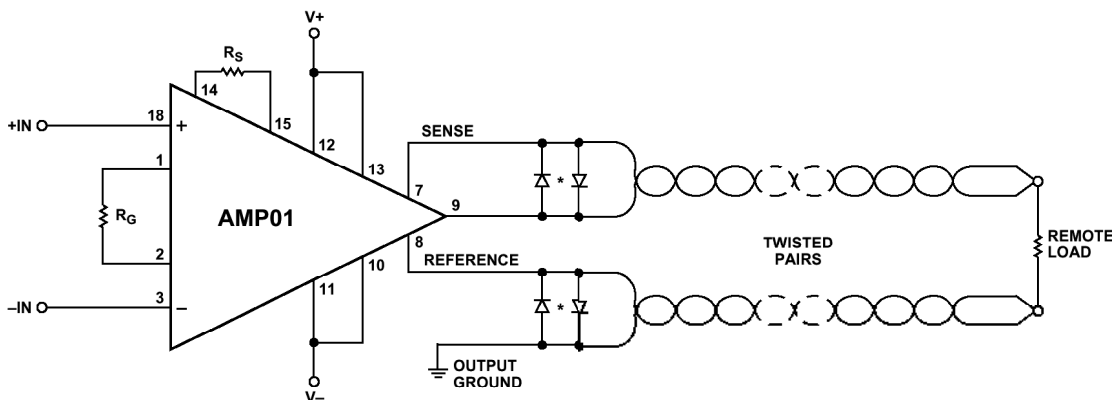 V+
RS
14
15
18
+IN
+
12
13
SENSE
1
7
*
RG
AMP01
9
8
TWISTED
PAIRS
REMOTE
LOAD
2
10
REFERENCE
11
3
–IN
–
*
OUTPUT
GROUND
V–